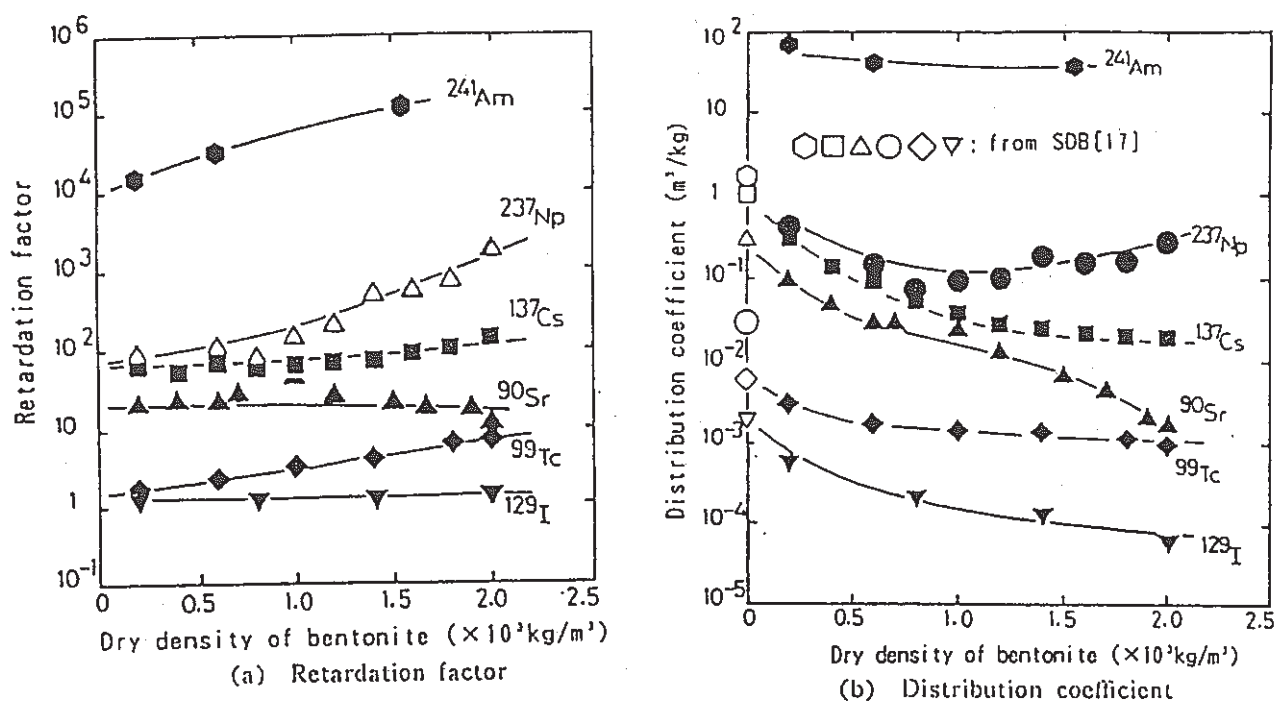 10^6
10^5
10^4
10^3
10^2
10
1
10^-1
Retardation factor
241Am
237Np
137Cs
90Sr
99Tc
129I
0 0.5 1.0 1.5 2.0 2.5
Dry density of bentonite (×10³kg/m³)
(a) Retardation factor
10^2
10
1
10^-1
10^-2
10^-3
10^-4
10^-5
Distribution coefficient (m³/kg)
241Am
: from SDB[17]
237Np
137Cs
90Sr
99Tc
129I
0 0.5 1.0 1.5 2.0 2.5
Dry density of bentonite (×10³kg/m³)
(b) Distribution coefficient